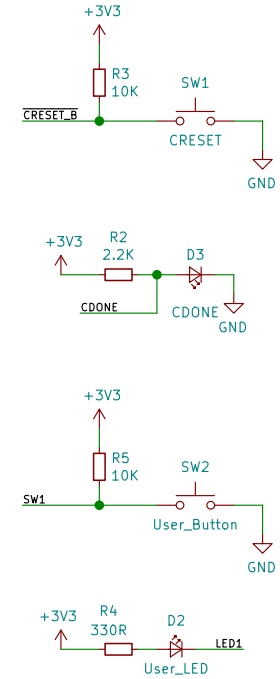 +3V3
R3
10K
SW1
CRESET_B
CRESET
GND
+3V3
R2
2.2K
D3
CDONE
CDONE
GND
+3V3
R5
10K
SW2
SW1
User_Button
GND
+3V3
R4
330R
D2
LED1
User_LED